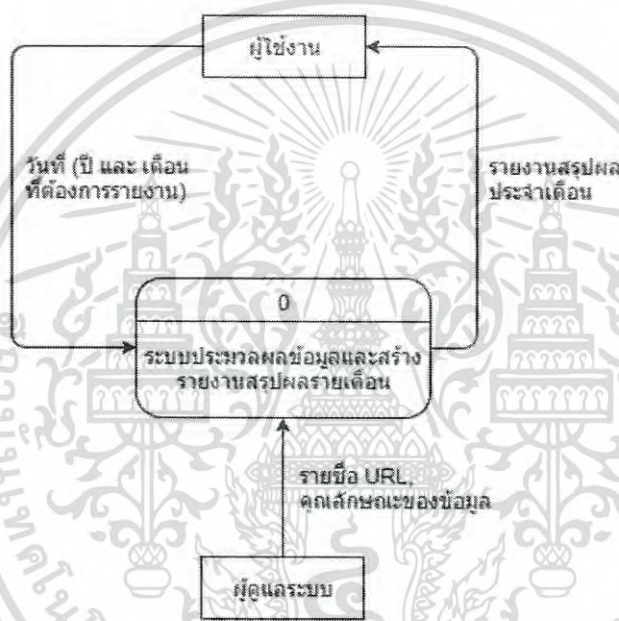 ผู้ใช้งาน
วันที่ (ปี และ เดือน
ที่ต้องการรายงาน)
รายงานสรุปผล
ประจำเดือน
0
ระบบประมวลผลข้อมูลและสร้าง
รายงานสรุปผลรายเดือน
รายชื่อ URL,
คุณลักษณะของข้อมูล
ผู้ดูแลระบบ